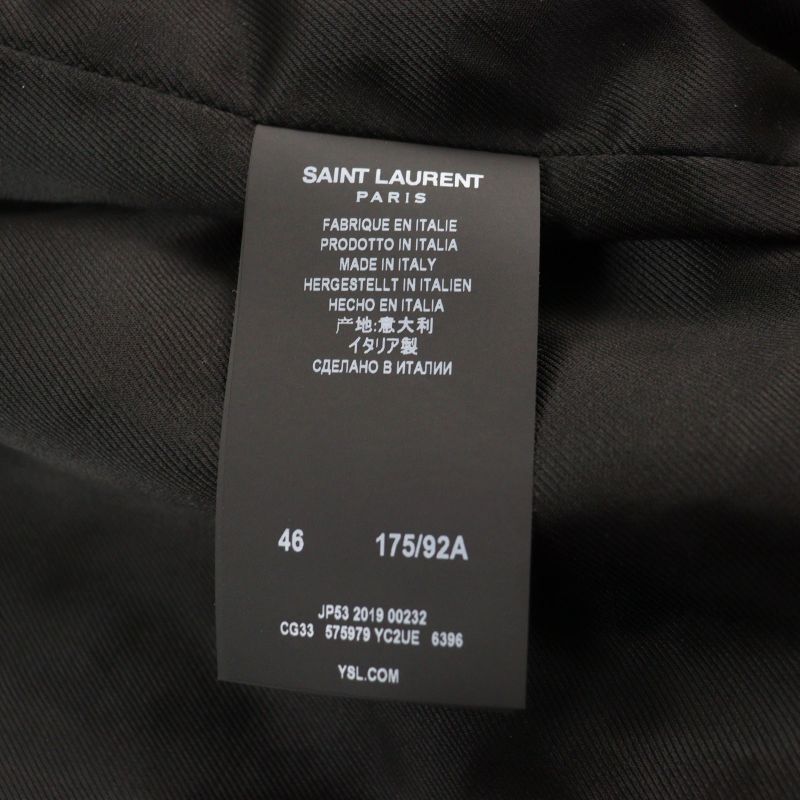 SAINT LAURENT
PARIS
FABRIQUE EN ITALIE
PRODOTTO IN ITALIA
MADE IN ITALY
HERGESTELLT IN ITALIEN
HECHO EN ITALIA
产地:意大利
イタリア製
СДЕЛАНО В ИТАЛИИ
46 175/92A
JP53 2019 00232
CG33 575979 YC2UE 6396
YSL.COM